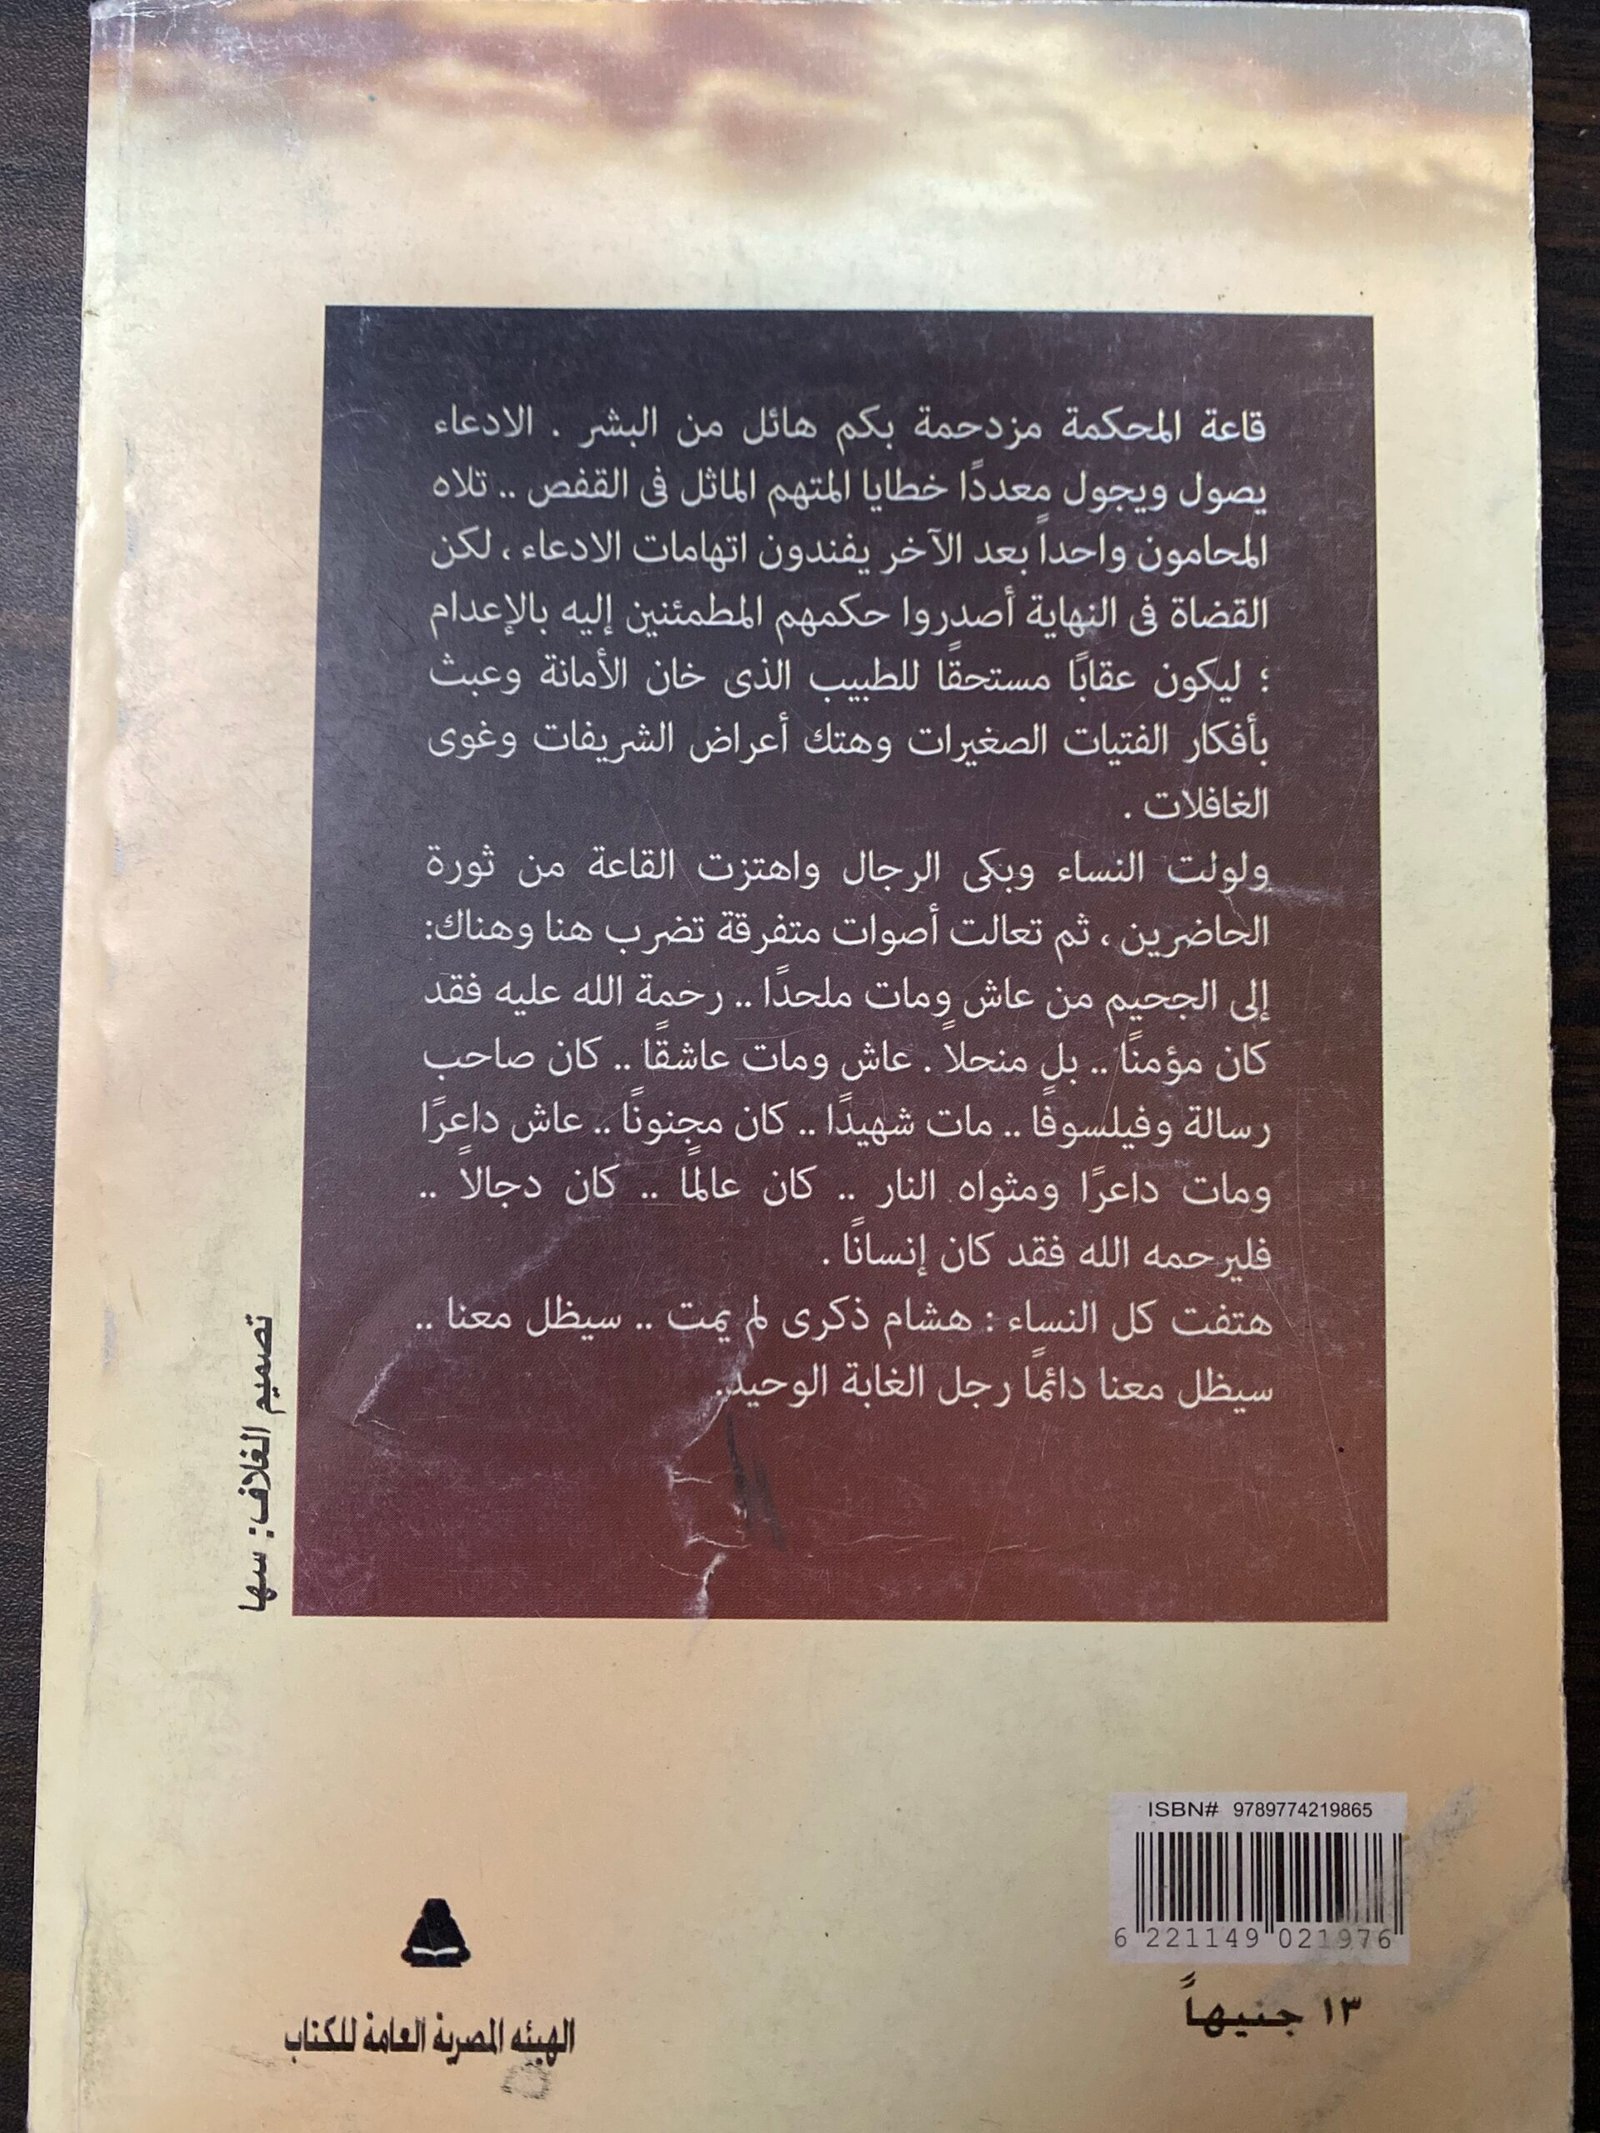 قاعة المحكمة مزدحمة بكم هائل من البشر . الادعاء
يصول ويجول معددًا خطايا المتهم الماثل فى القفص .. تلاه
المحامون واحداً بعد الآخر يفندون اتهامات الادعاء ، لكن
القضاة فى النهاية أصدروا حكمهم المطمئنين إليه بالإعدام
؛ ليكون عقابًا مستحقًا للطبيب الذى خان الأمانة وعبث
بأفكار الفتيات الصغيرات وهتك أعراض الشريفات وغوى
الغافلات .
ولولت النساء وبكى الرجال واهتزت القاعة من ثورة
الحاضرين ، ثم تعالت أصوات متفرقة تضرب هنا وهناك:
إلى الجحيم من عاش ومات ملحدًا .. رحمة الله عليه فقد
كان مؤمنًا .. بل منحلاً . عاش ومات عاشقًا .. كان صاحب
رسالة وفيلسوفًا .. مات شهيدًا .. كان مجنونًا .. عاش داعرًا
ومات داعرًا ومثواه النار .. كان عالمًا .. كان دجالاً ..
فليرحمه الله فقد كان إنسانًا .
هتفت كل النساء : هشام ذكرى لم يمت .. سيظل معنا ..
سيظل معنا دائمًا رجل الغابة الوحيد.
تصميم الغلاف: سها
ISBN# 9789774219865
6 221149 021976
١٣ جنيهاً
الهيئه المصرية العامة للكتاب